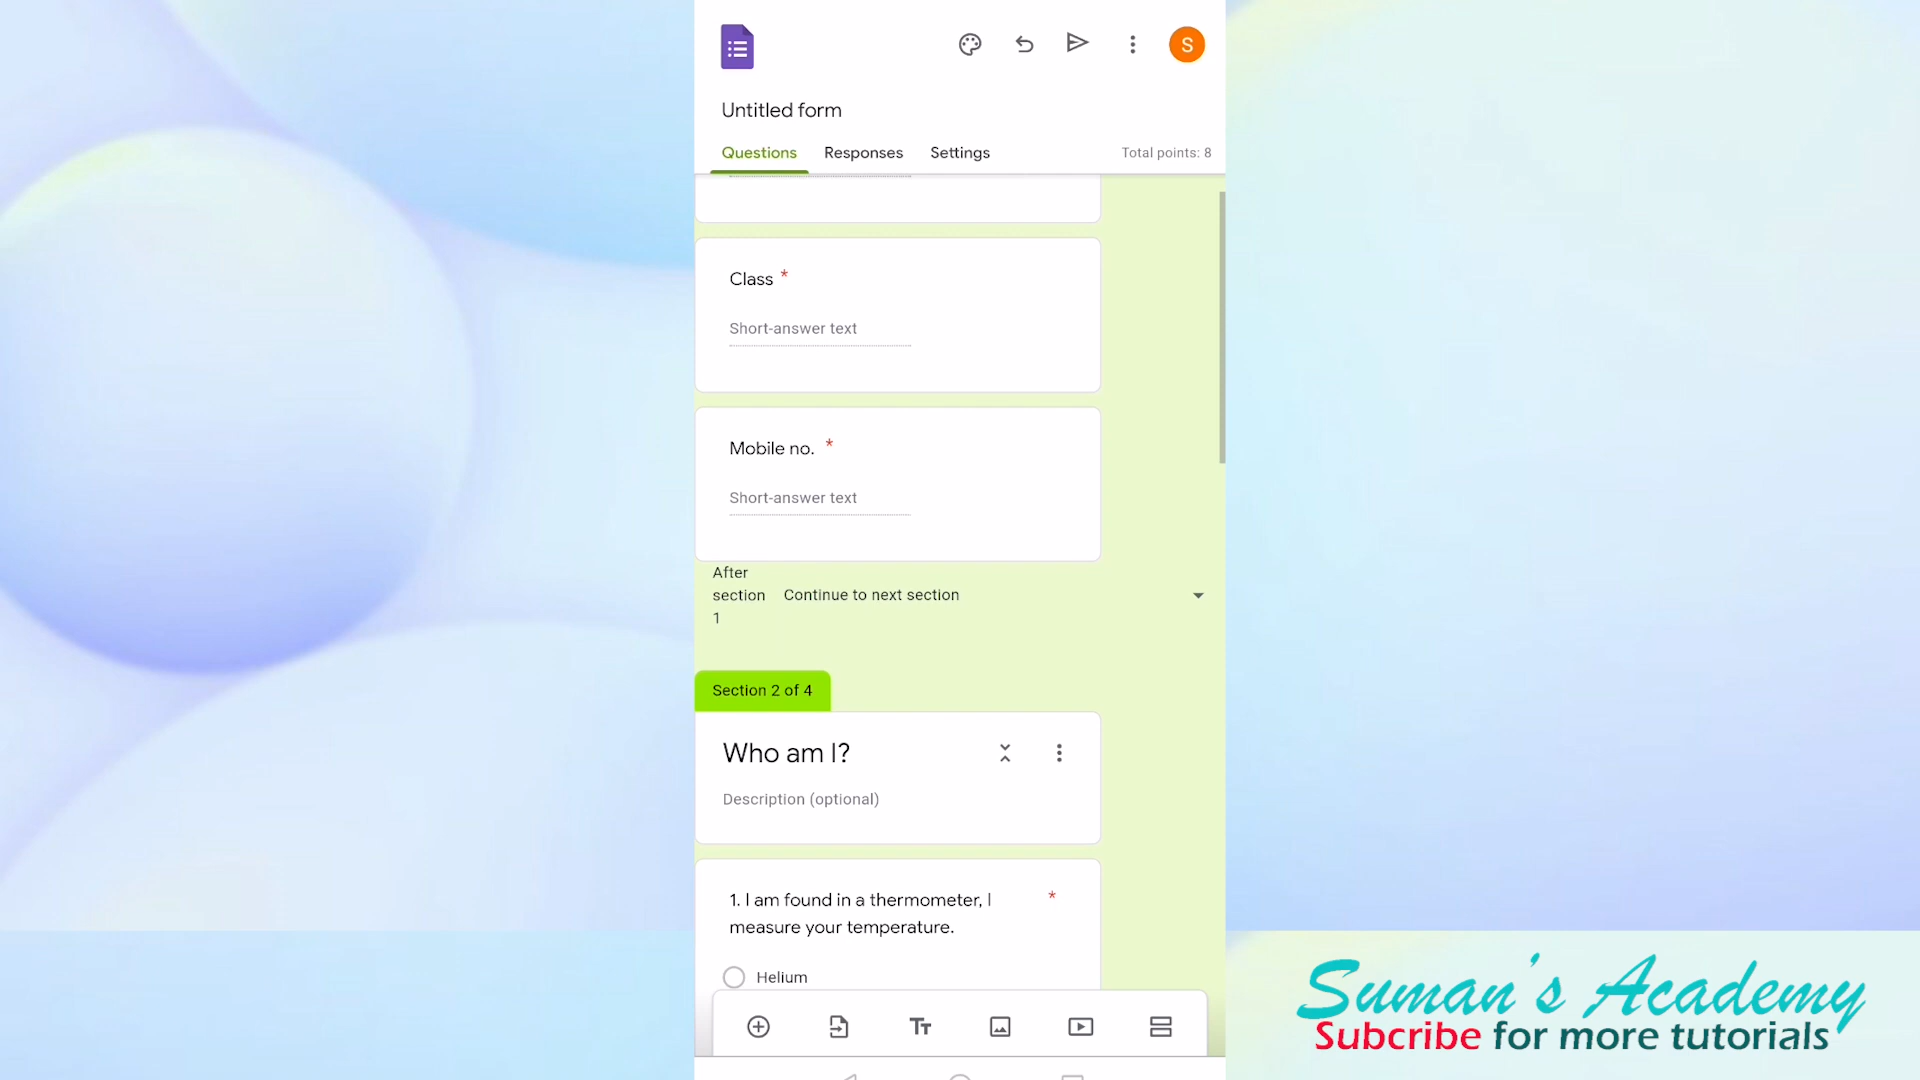 S
Untitled form
Questions Responses Settings Total points: 8
Class *
Short-answer text
Mobile no. *
Short-answer text
After
section Continue to next section
1
Section 2 of 4
Who am I?
Description (optional)
1. I am found in a thermometer, I *
measure your temperature.
Helium
Tт
Suman's Academy
Subcribe for more tutorials